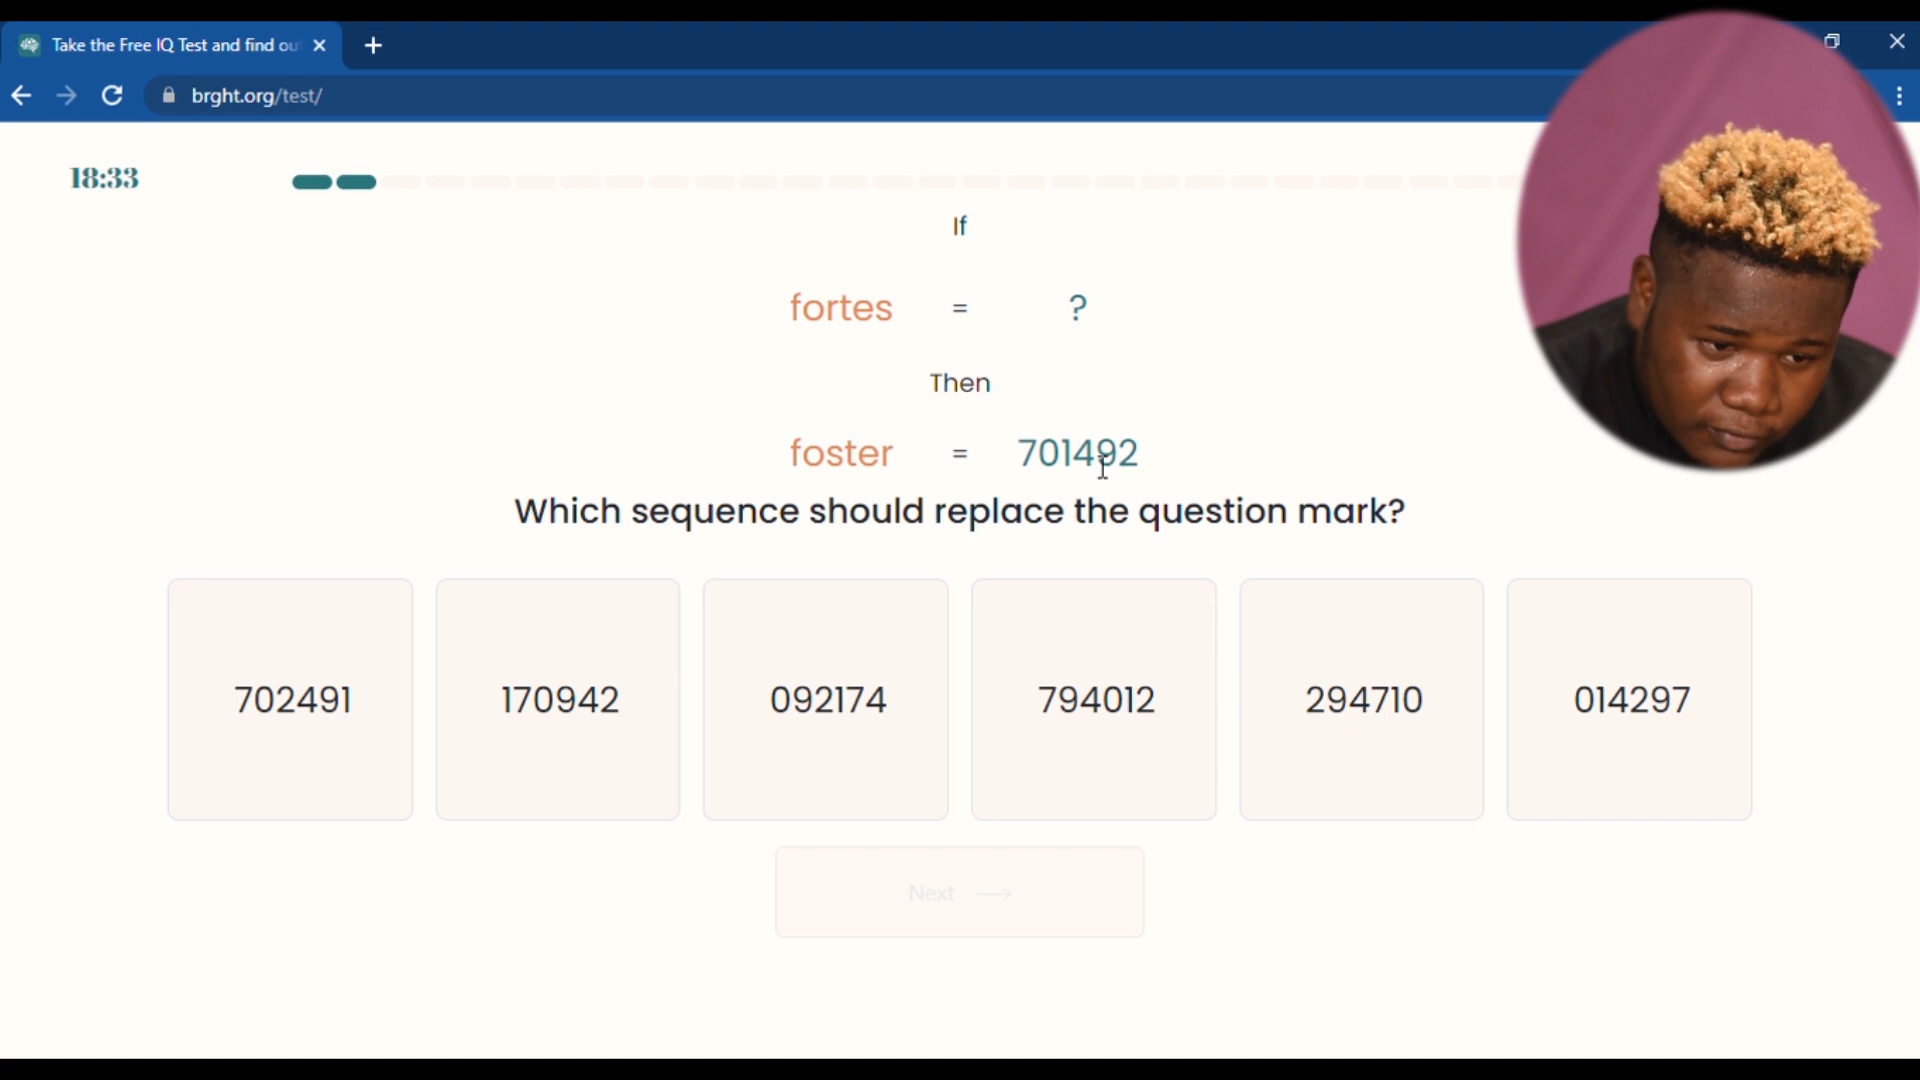 Take the Free IQ Test and find ou
brght.org/test/
18:33
If
fortes = ?
Then
foster = 701492
Which sequence should replace the question mark?
702491 170942 092174 794012 294710 014297
Next